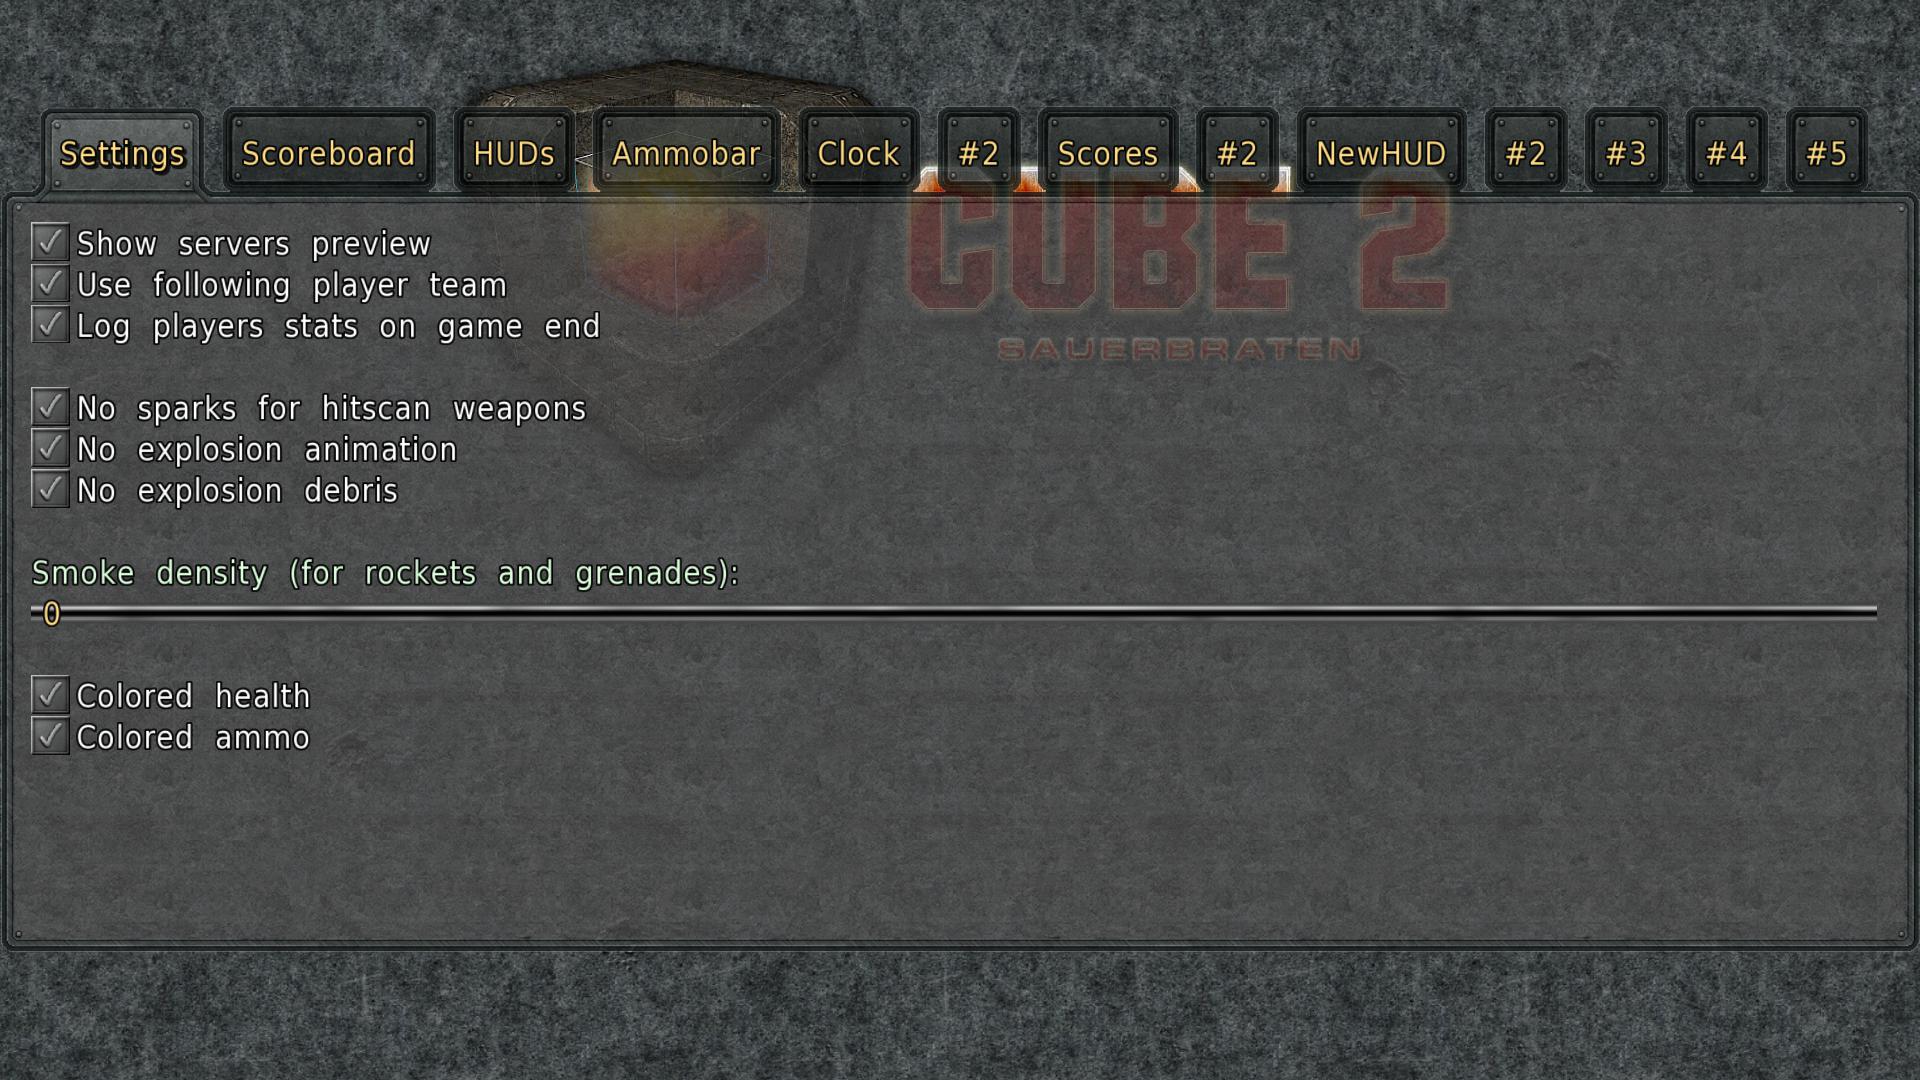 Settings Scoreboard HUDs Ammobar Clock #2 Scores #2 NewHUD #2 #3 #4 #5
CUBE 2
SAUERBRATEN
Show servers preview
Use following player team
Log players stats on game end
No sparks for hitscan weapons
No explosion animation
No explosion debris
Smoke density (for rockets and grenades):
0
Colored health
Colored ammo